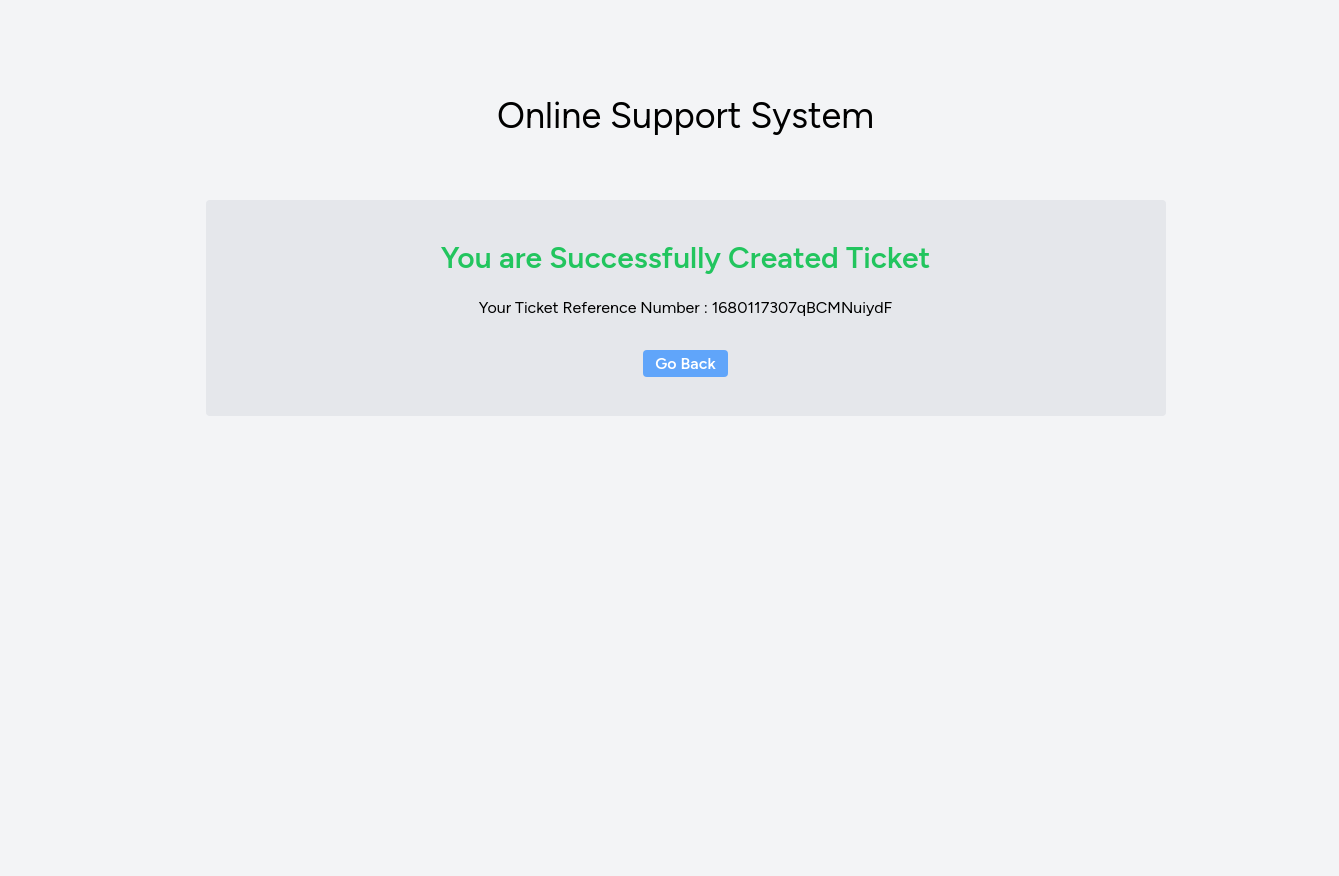 Online Support System
You are Successfully Created Ticket
Your Ticket Reference Number : 1680117307qBCMNuiydF
Go Back